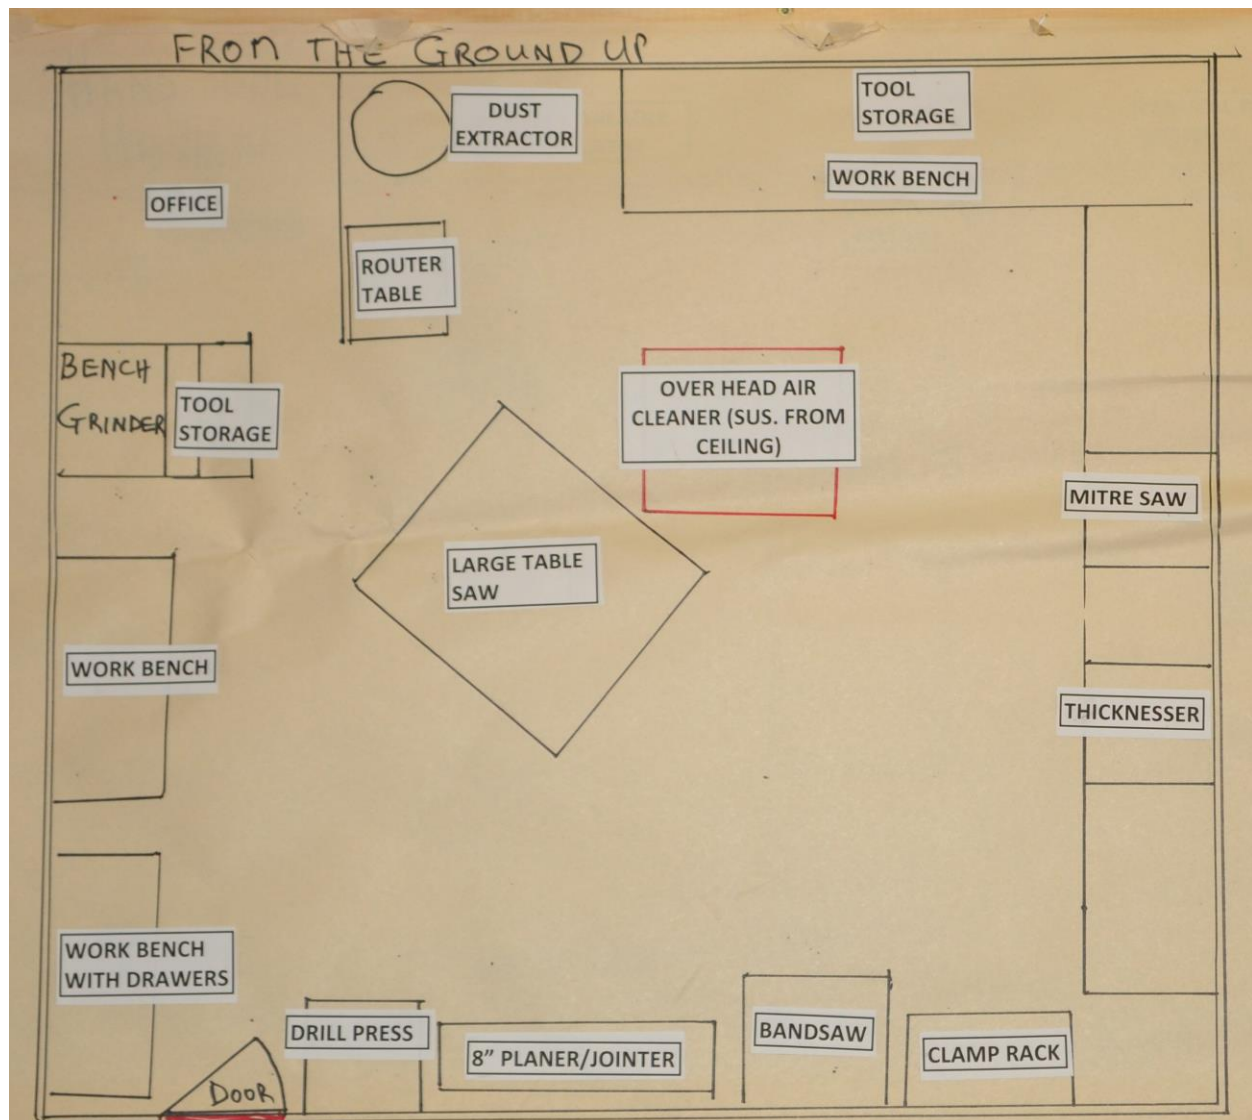 FROM THE GROUND UP
DUST
EXTRACTOR
TOOL
STORAGE
WORK BENCH
OFFICE
ROUTER
TABLE
BENCH
GRINDER
TOOL
STORAGE
OVER HEAD AIR
CLEANER (SUS. FROM
CEILING)
MITRE SAW
LARGE TABLE
SAW
WORK BENCH
THICKNESSER
WORK BENCH
WITH DRAWERS
DRILL PRESS
8” PLANER/JOINTER
BANDSAW
CLAMP RACK
DOOR